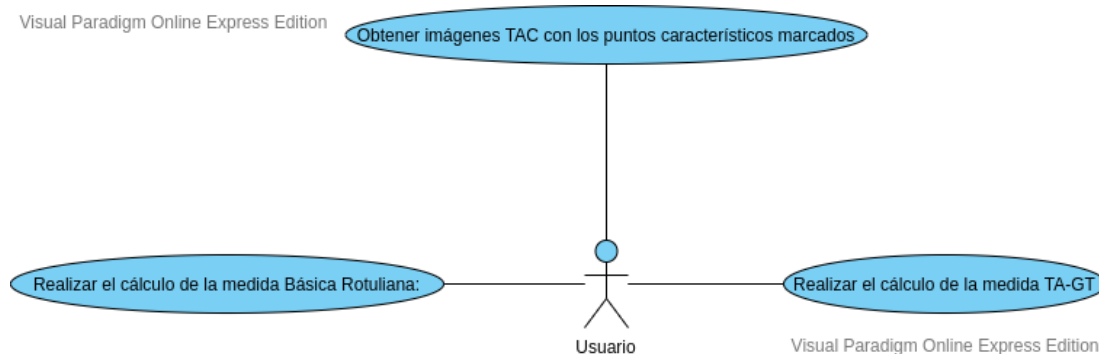 Visual Paradigm Online Express Edition
Obtener imágenes TAC con los puntos característicos marcados
Realizar el cálculo de la medida Básica Rotuliana:
Realizar el cálculo de la medida TA-GT
Usuario
Visual Paradigm Online Express Edition